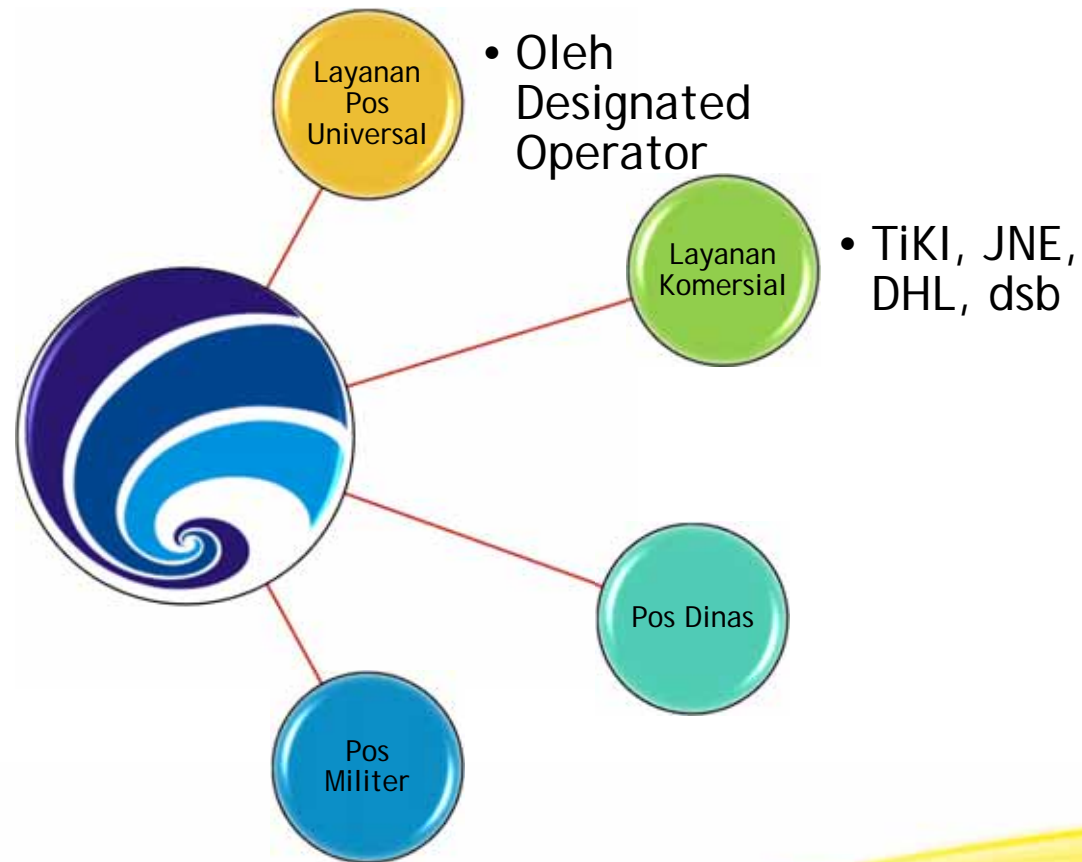 Layanan
Pos
Universal
• Oleh
Designated
Operator
Layanan
Komersial
• TiKI, JNE,
DHL, dsb
Pos Dinas
Pos
Militer